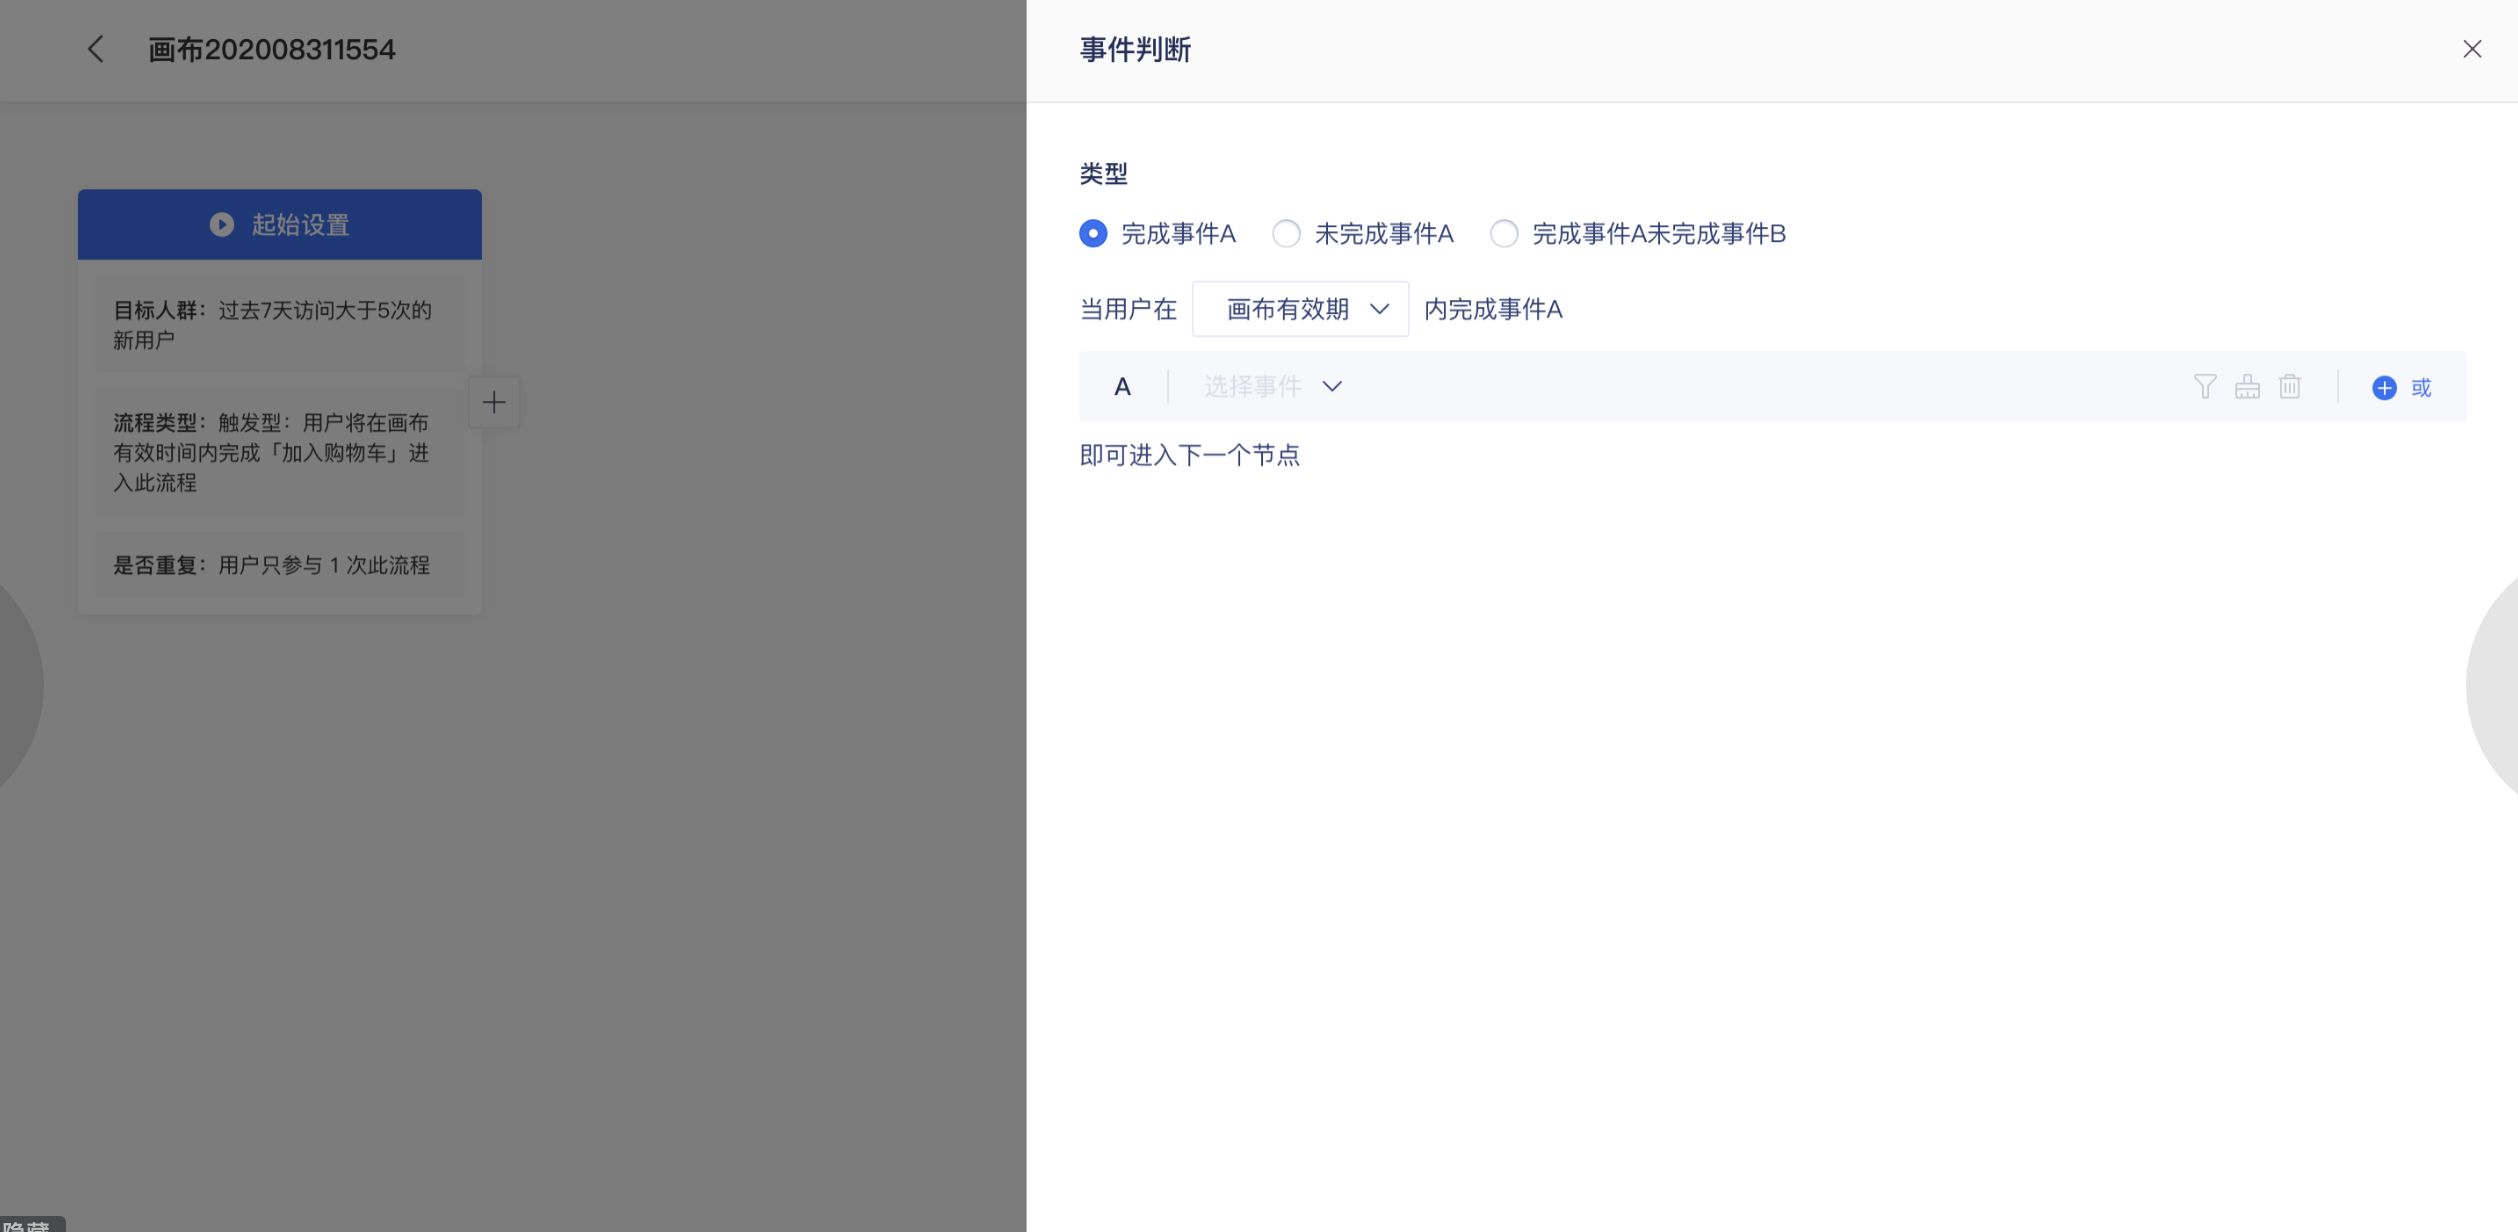 画布202008311554
起始设置
目标人群：过去7天访问大于5次的
新用户
流程类型：触发型：用户将在画布
有效时间内完成「加入购物车」进
入此流程
是否重复：用户只参与 1 次此流程
隐藏
事件判断
类型
完成事件A 未完成事件A 完成事件A未完成事件B
当用户在 画布有效期 内完成事件A
A 选择事件 或
即可进入下一个节点